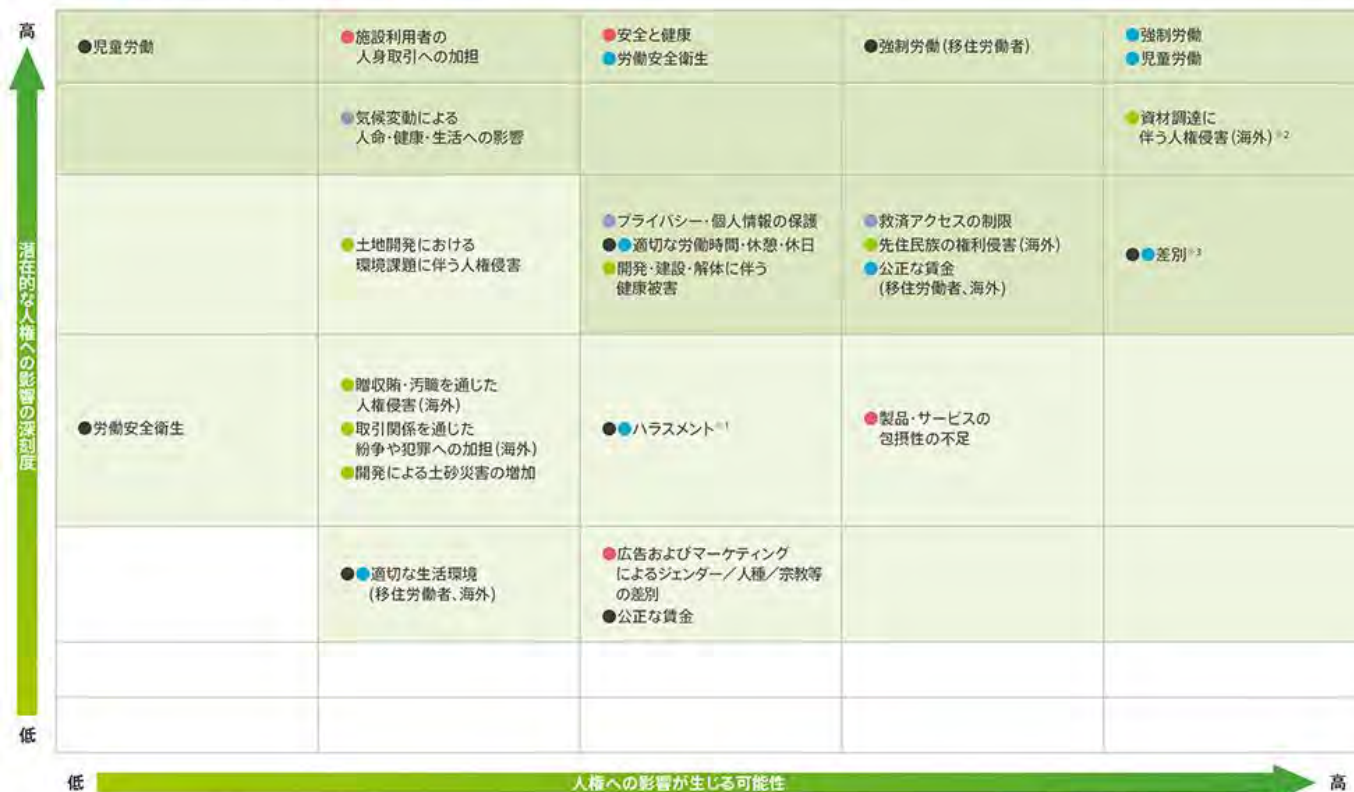 高
●児童労働
●施設利用者の
人身取引への加担
●安全と健康
●労働安全衛生
●強制労働(移住労働者)
●強制労働
●児童労働
●気候変動による
人命・健康・生活への影響
●資材調達に
伴う人権侵害(海外)※2
●土地開発における
環境課題に伴う人権侵害
●プライバシー・個人情報の保護
●●適切な労働時間・休憩・休日
●開発・建設・解体に伴う
健康被害
●救済アクセスの制限
●先住民族の権利侵害(海外)
●公正な賃金
(移住労働者、海外)
●●差別※3
潜在的な人権への影響の深刻度
●労働安全衛生
●贈収賄・汚職を通じた
人権侵害(海外)
●取引関係を通じた
紛争や犯罪への加担(海外)
●開発による土砂災害の増加
●●ハラスメント※1
●製品・サービスの
包摂性の不足
●●適切な生活環境
(移住労働者、海外)
●広告およびマーケティング
によるジェンダー／人種／宗教等
の差別
●公正な賃金
低
低
人権への影響が生じる可能性
高